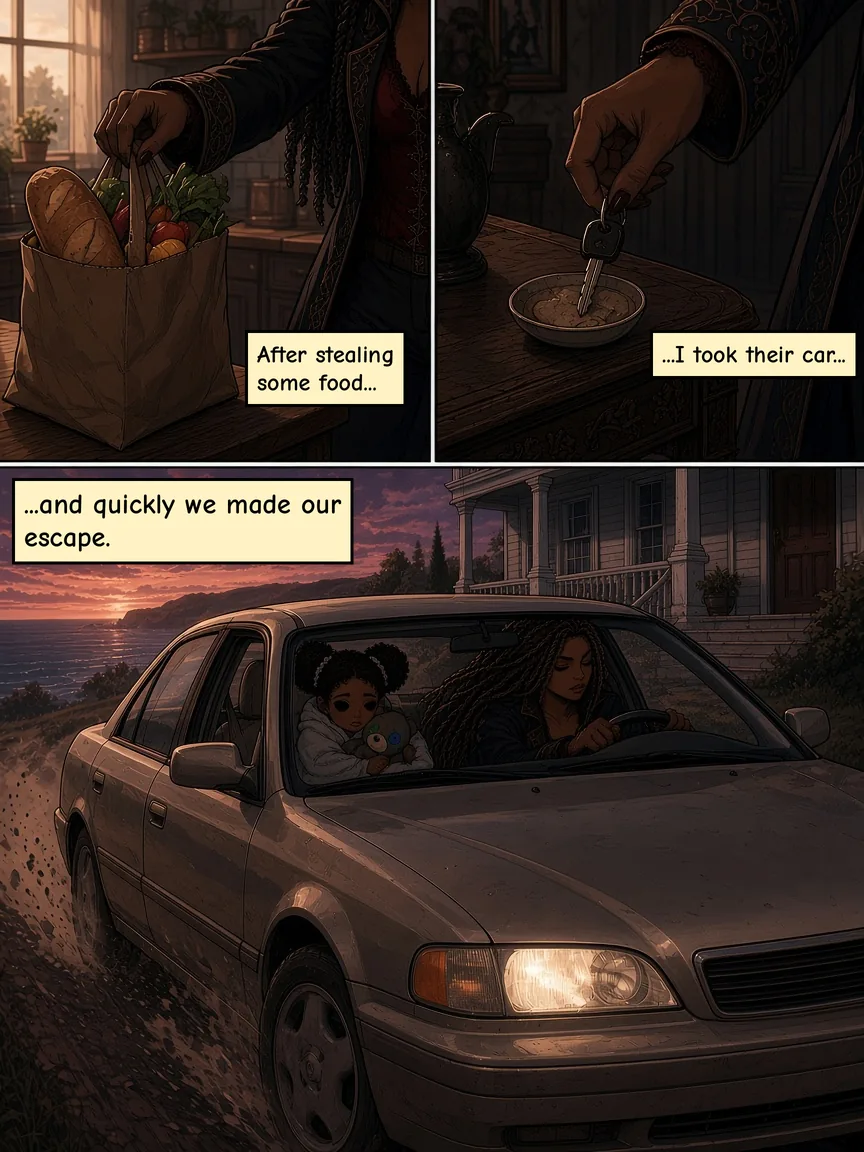 After stealing
some food...
...I took their car...
...and quickly we made our
escape.